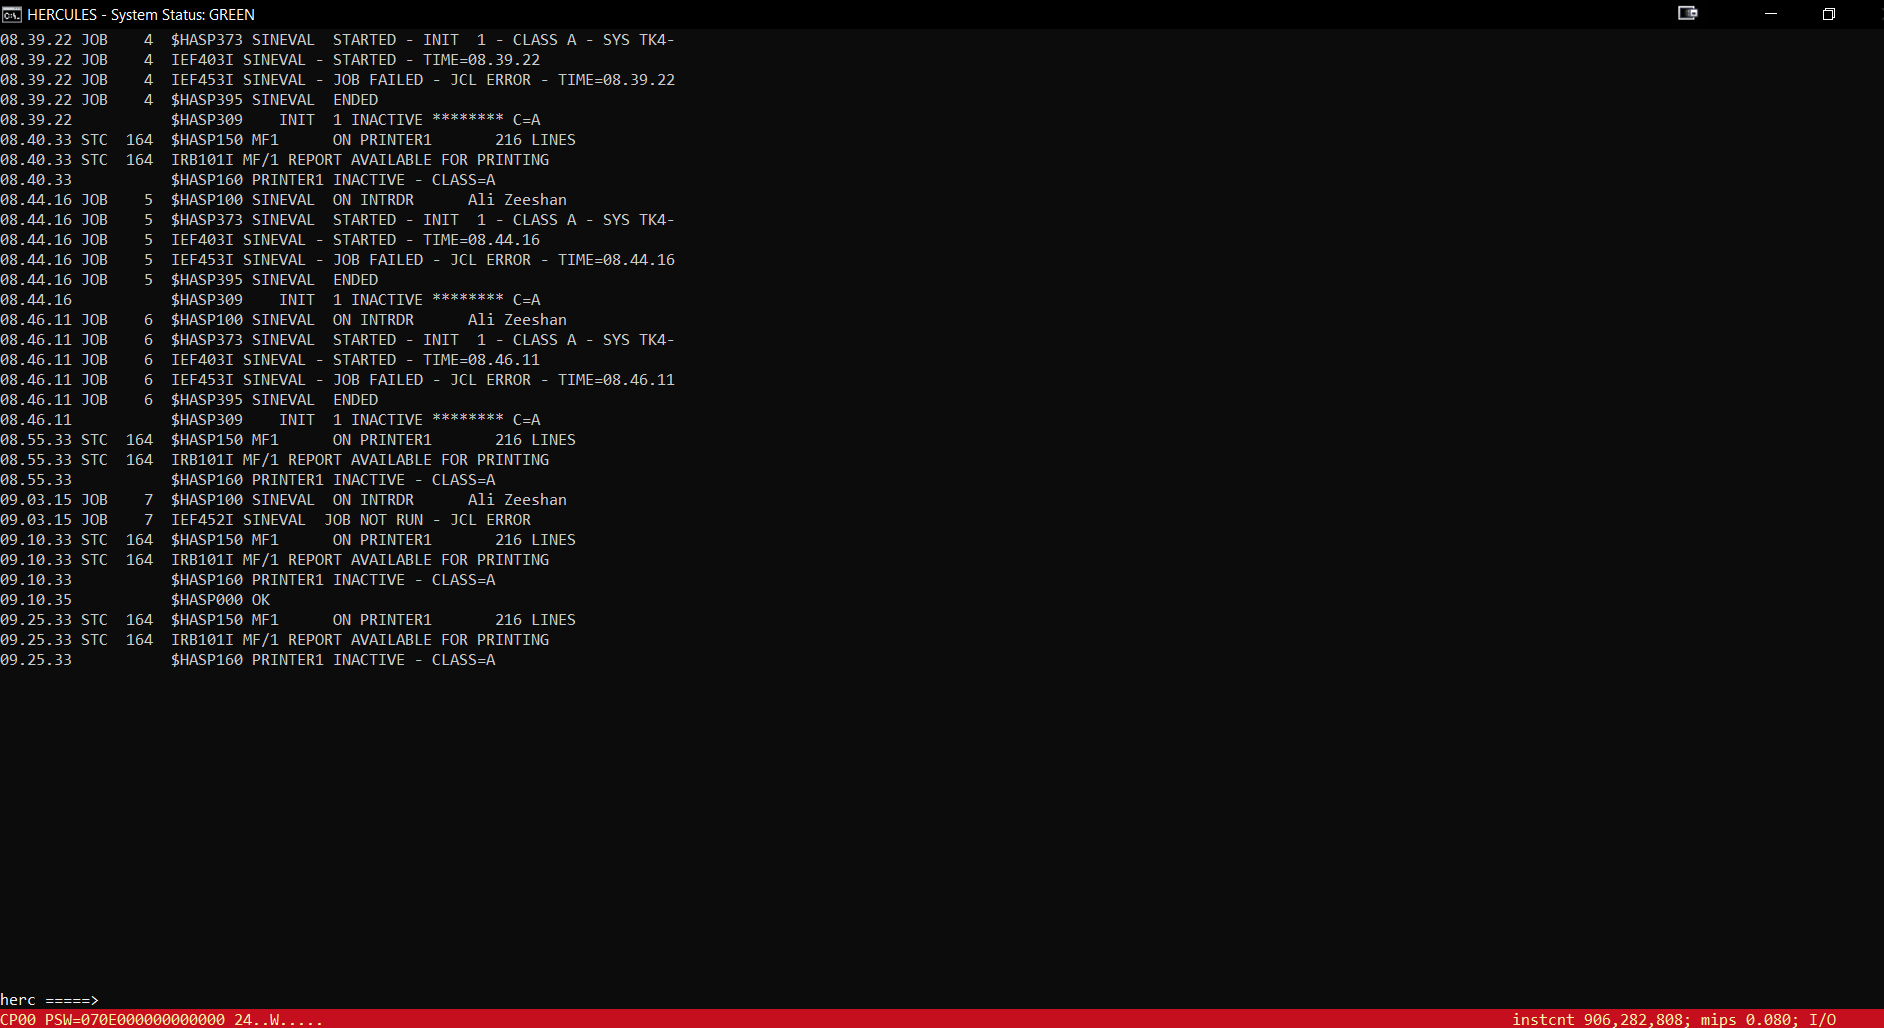 HERCULES - System Status: GREEN
08.39.22 JOB    4  $HASP373 SINEVAL  STARTED - INIT  1 - CLASS A - SYS TK4-
08.39.22 JOB    4  IEF403I SINEVAL - STARTED - TIME=08.39.22
08.39.22 JOB    4  IEF453I SINEVAL - JOB FAILED - JCL ERROR - TIME=08.39.22
08.39.22 JOB    4  $HASP395 SINEVAL  ENDED
08.39.22           $HASP309    INIT  1 INACTIVE ******** C=A
08.40.33 STC  164  $HASP150 MF1      ON PRINTER1       216 LINES
08.40.33 STC  164  IRB101I MF/1 REPORT AVAILABLE FOR PRINTING
08.40.33           $HASP160 PRINTER1 INACTIVE - CLASS=A
08.44.16 JOB    5  $HASP100 SINEVAL  ON INTRDR      Ali Zeeshan
08.44.16 JOB    5  $HASP373 SINEVAL  STARTED - INIT  1 - CLASS A - SYS TK4-
08.44.16 JOB    5  IEF403I SINEVAL - STARTED - TIME=08.44.16
08.44.16 JOB    5  IEF453I SINEVAL - JOB FAILED - JCL ERROR - TIME=08.44.16
08.44.16 JOB    5  $HASP395 SINEVAL  ENDED
08.44.16           $HASP309    INIT  1 INACTIVE ******** C=A
08.46.11 JOB    6  $HASP100 SINEVAL  ON INTRDR      Ali Zeeshan
08.46.11 JOB    6  $HASP373 SINEVAL  STARTED - INIT  1 - CLASS A - SYS TK4-
08.46.11 JOB    6  IEF403I SINEVAL - STARTED - TIME=08.46.11
08.46.11 JOB    6  IEF453I SINEVAL - JOB FAILED - JCL ERROR - TIME=08.46.11
08.46.11 JOB    6  $HASP395 SINEVAL  ENDED
08.46.11           $HASP309    INIT  1 INACTIVE ******** C=A
08.55.33 STC  164  $HASP150 MF1      ON PRINTER1       216 LINES
08.55.33 STC  164  IRB101I MF/1 REPORT AVAILABLE FOR PRINTING
08.55.33           $HASP160 PRINTER1 INACTIVE - CLASS=A
09.03.15 JOB    7  $HASP100 SINEVAL  ON INTRDR      Ali Zeeshan
09.03.15 JOB    7  IEF452I SINEVAL  JOB NOT RUN - JCL ERROR
09.10.33 STC  164  $HASP150 MF1      ON PRINTER1       216 LINES
09.10.33 STC  164  IRB101I MF/1 REPORT AVAILABLE FOR PRINTING
09.10.33           $HASP160 PRINTER1 INACTIVE - CLASS=A
09.10.35           $HASP000 OK
09.25.33 STC  164  $HASP150 MF1      ON PRINTER1       216 LINES
09.25.33 STC  164  IRB101I MF/1 REPORT AVAILABLE FOR PRINTING
09.25.33           $HASP160 PRINTER1 INACTIVE - CLASS=A
herc =====>
CP00 PSW=070E000000000000 24..W..... instcnt 906,282,808; mips 0.080; I/O